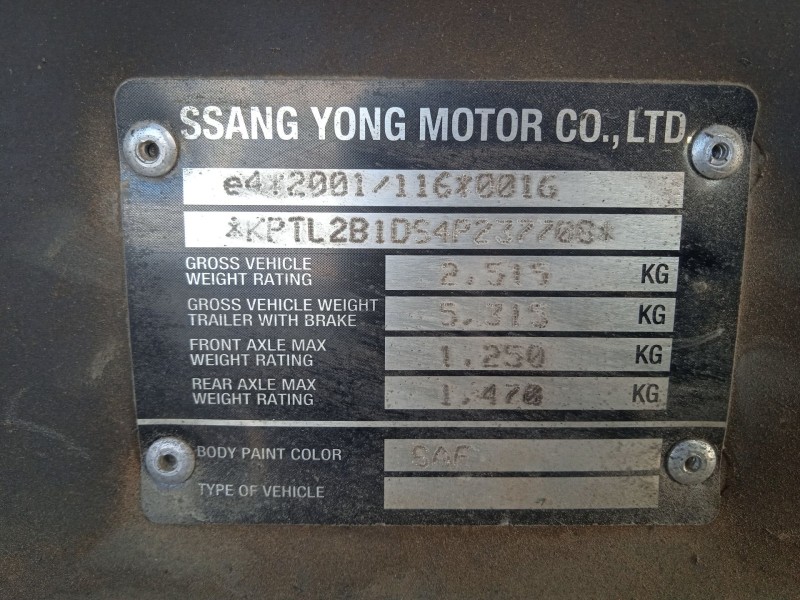 SSANG YONG MOTOR CO., LTD.
e4*2001/116*0016
*KPTL2B1DS4P237708*
GROSS VEHICLE
WEIGHT RATING 2.515 KG
GROSS VEHICLE WEIGHT
TRAILER WITH BRAKE 5.315 KG
FRONT AXLE MAX
WEIGHT RATING 1.250 KG
REAR AXLE MAX
WEIGHT RATING 1.470 KG
BODY PAINT COLOR SAF
TYPE OF VEHICLE